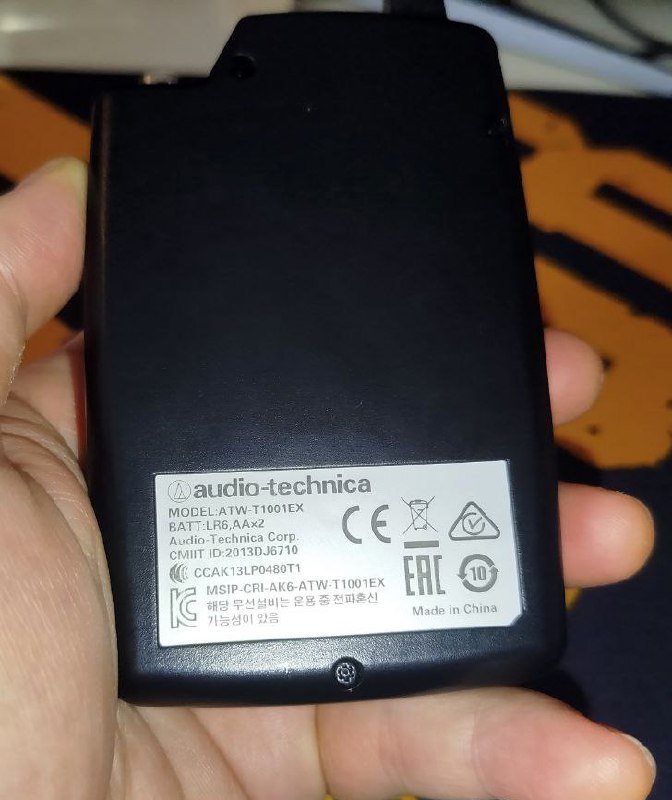 audio-technica
MODEL:ATW-T1001EX
BATT:LR6,AAx2
Audio-Technica Corp.
CMIIT ID:2013DJ6710
CCAK13LP0480T1
MSIP-CRI-AK6-ATW-T1001EX
해당 무선설비는 운용 중 전파혼신
가능성이 있음
CE
EAC
10
Made in China